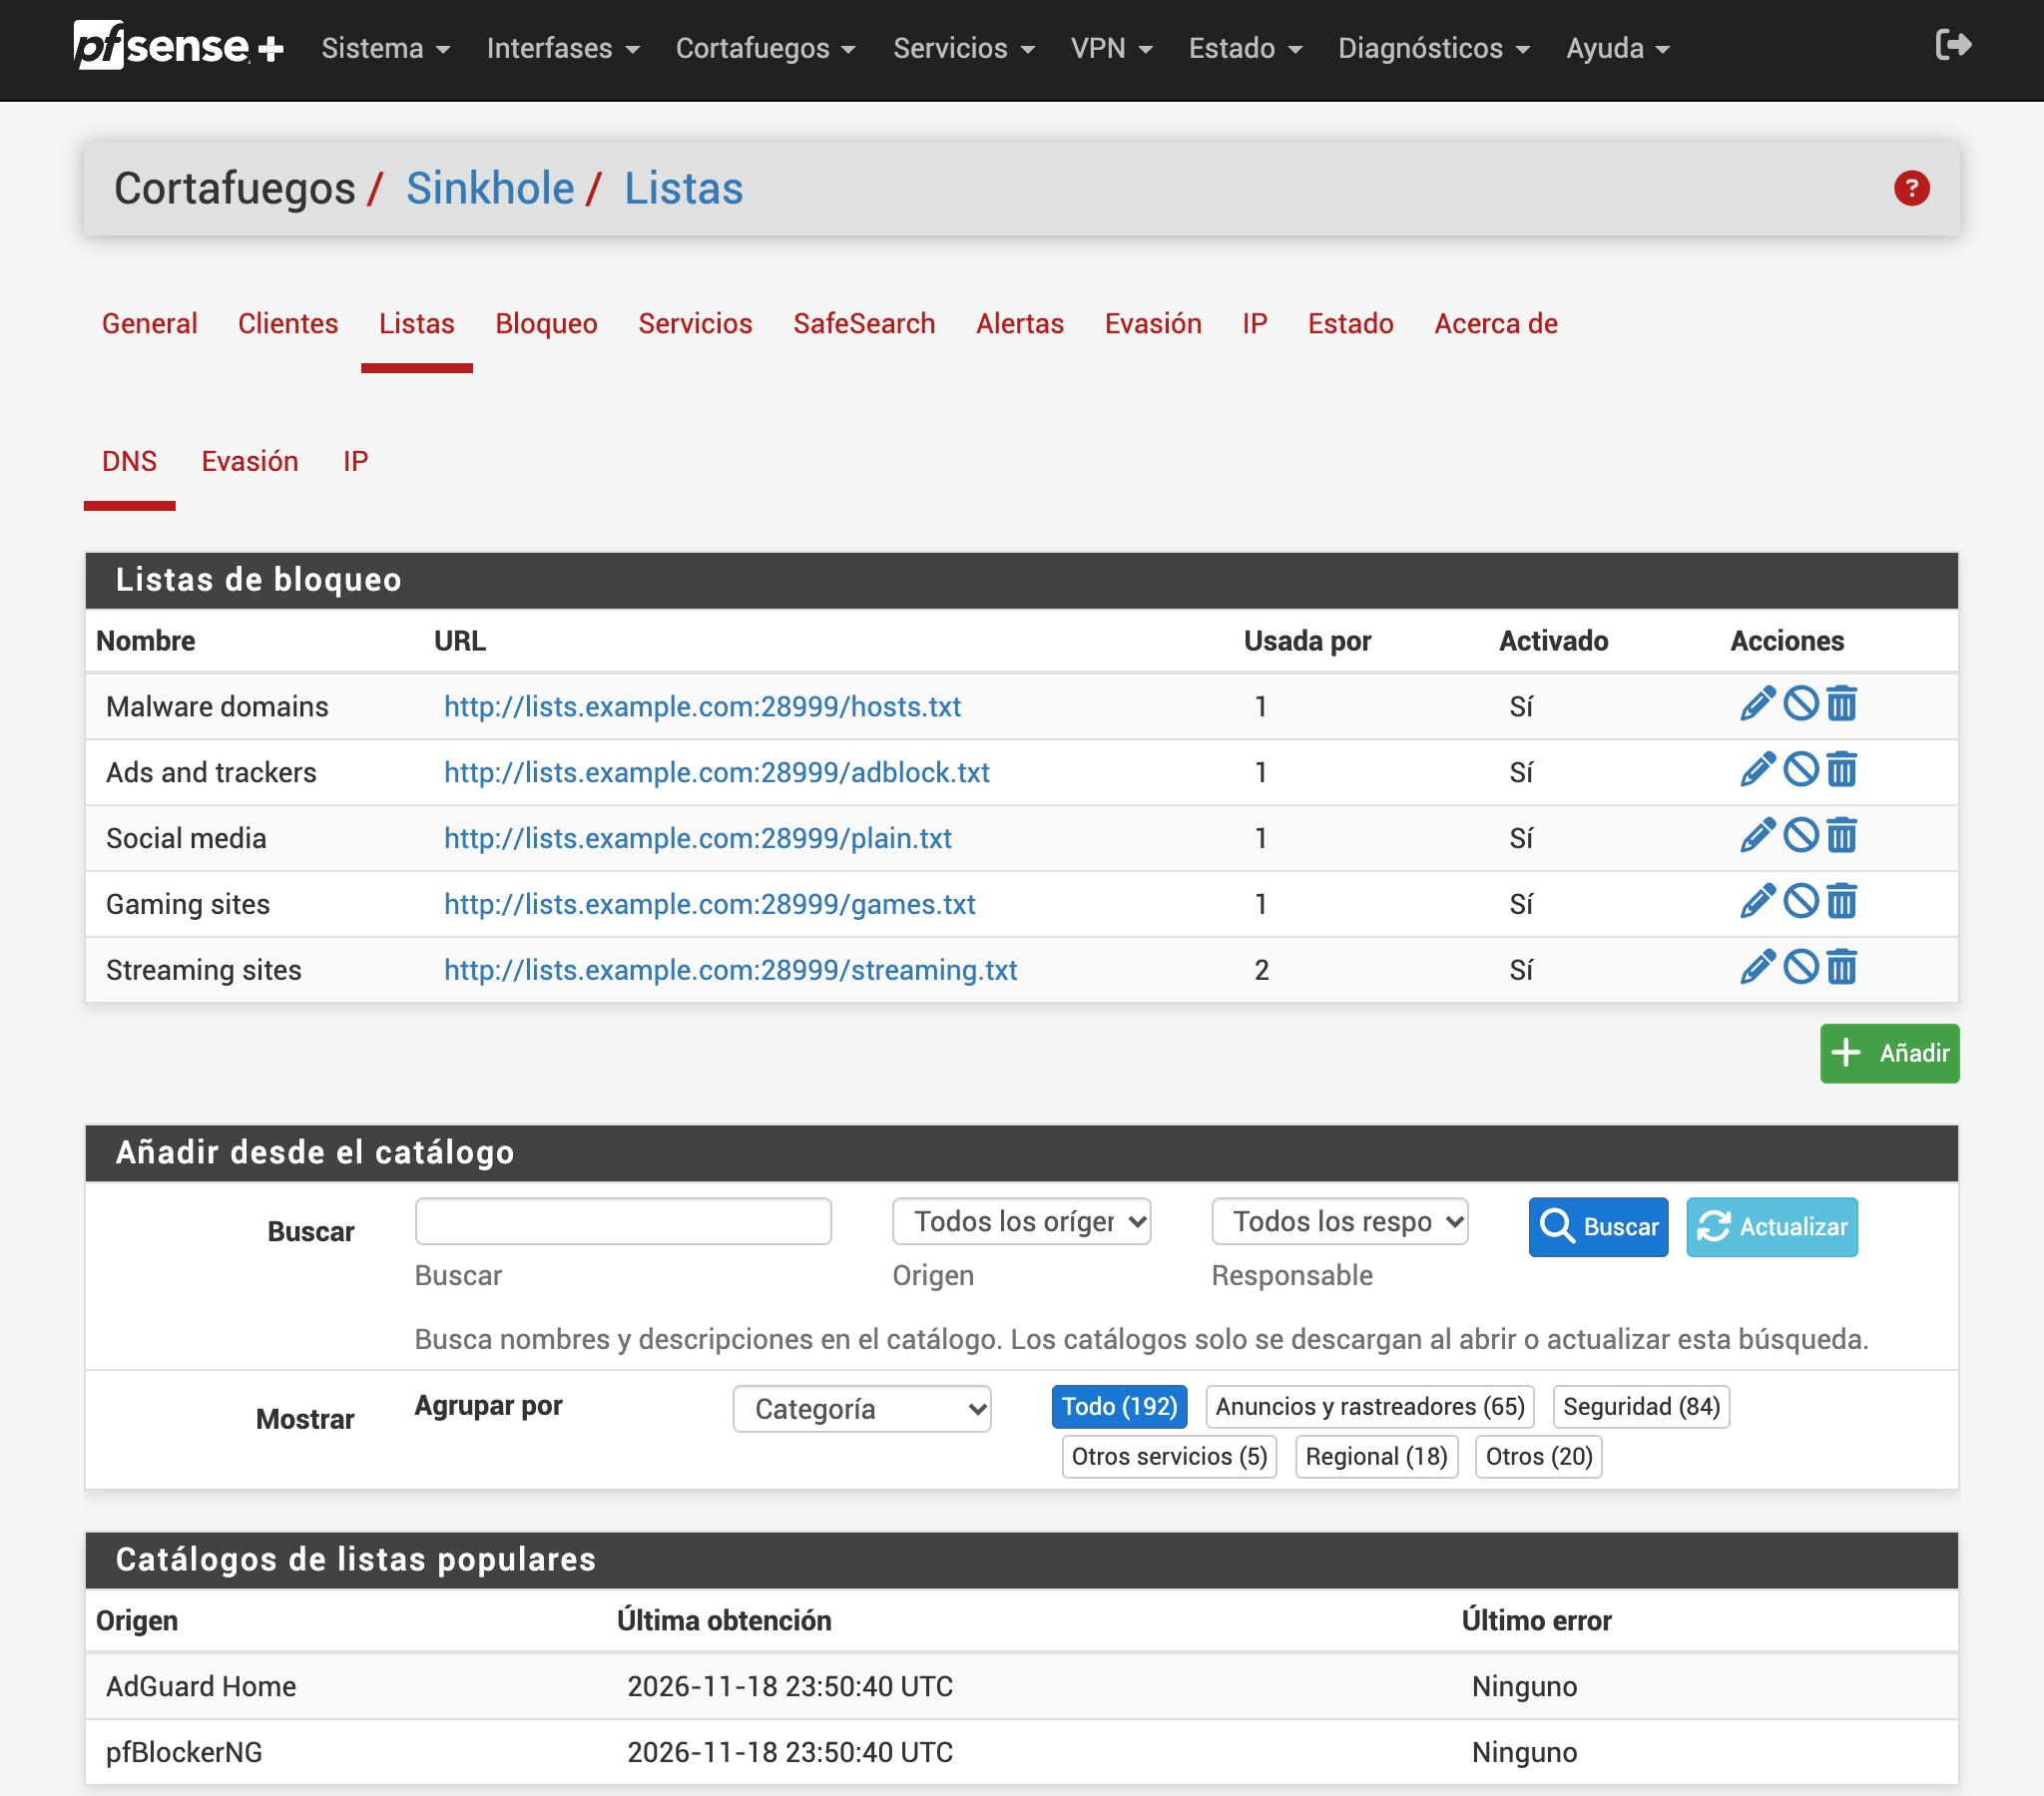 pfsense+ Sistema Interfases Cortafuegos Servicios VPN Estado Diagnósticos Ayuda
Cortafuegos / Sinkhole / Listas ?
General Clientes Listas Bloqueo Servicios SafeSearch Alertas Evasión IP Estado Acerca de
DNS Evasión IP
Listas de bloqueo
Nombre URL Usada por Activado Acciones
Malware domains http://lists.example.com:28999/hosts.txt 1 Sí
Ads and trackers http://lists.example.com:28999/adblock.txt 1 Sí
Social media http://lists.example.com:28999/plain.txt 1 Sí
Gaming sites http://lists.example.com:28999/games.txt 1 Sí
Streaming sites http://lists.example.com:28999/streaming.txt 2 Sí
Añadir
Añadir desde el catálogo
Buscar Todos los oríger Todos los respo Buscar Actualizar
Buscar Origen Responsable
Busca nombres y descripciones en el catálogo. Los catálogos solo se descargan al abrir o actualizar esta búsqueda.
Mostrar Agrupar por Categoría Todo (192) Anuncios y rastreadores (65) Seguridad (84)
Otros servicios (5) Regional (18) Otros (20)
Catálogos de listas populares
Origen Última obtención Último error
AdGuard Home 2026-11-18 23:50:40 UTC Ninguno
pfBlockerNG 2026-11-18 23:50:40 UTC Ninguno